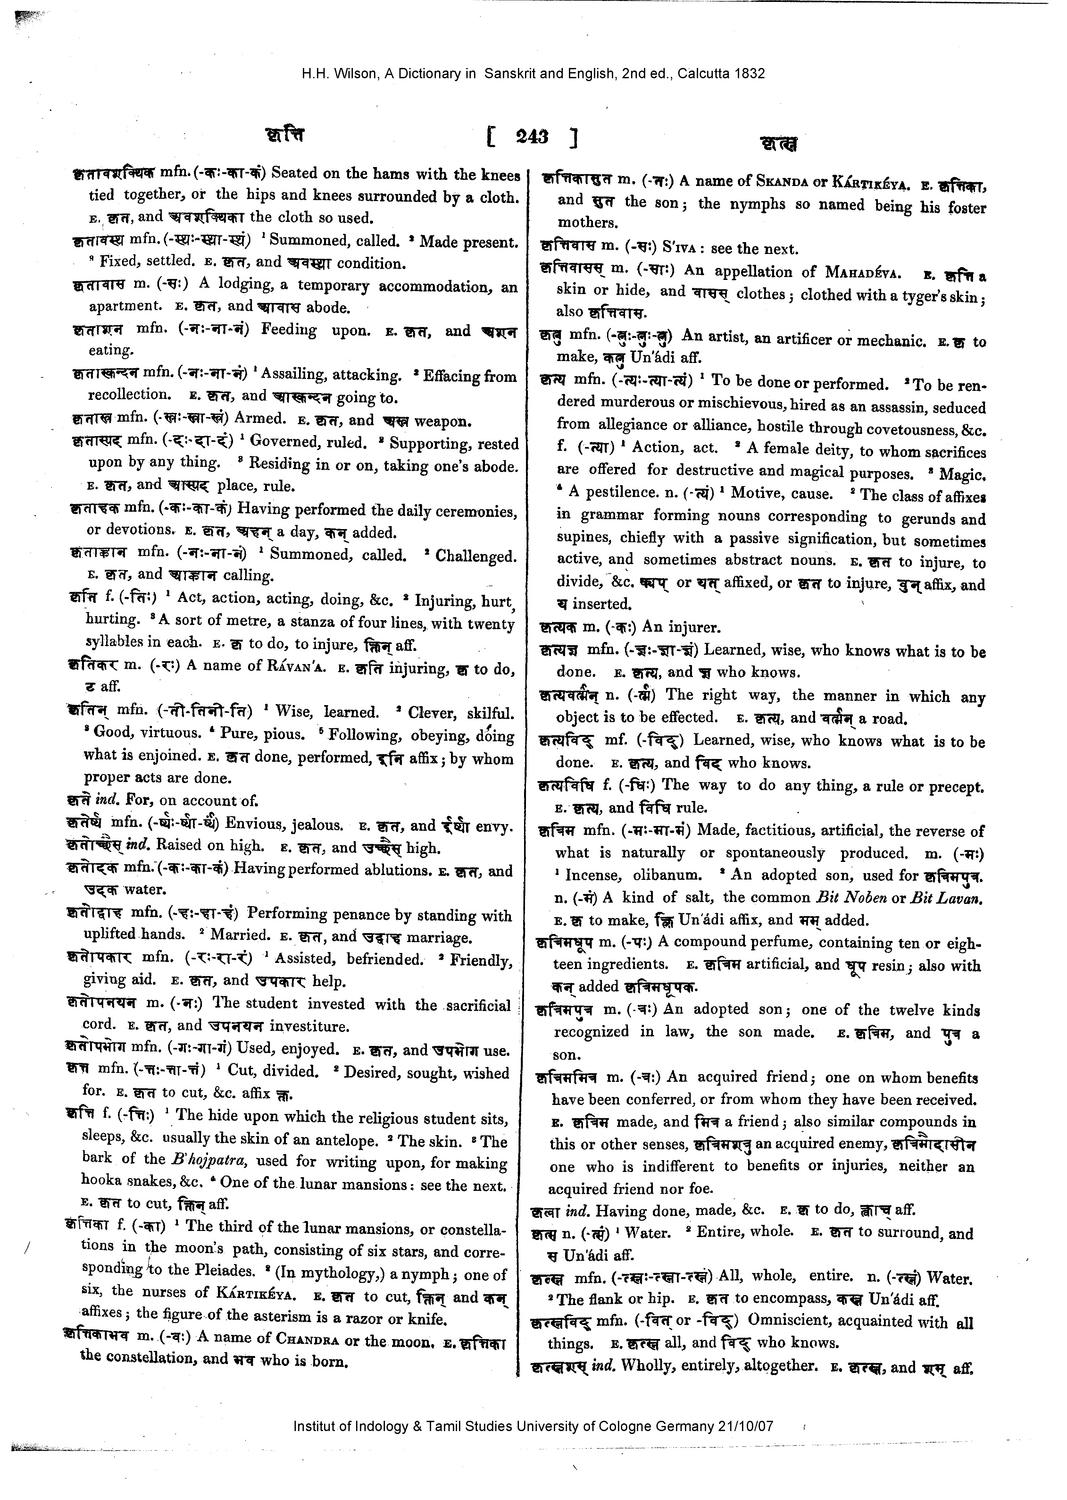 H.H. Wilson, A Dictionary in Sanskrit and English, 2nd ed., Calcutta 1832
कृत्ति [ 243 ] कृत्स्न
कृतावशक्थिक mfn. (-कः-का-कं) Seated on the hams with the knees
tied together, or the hips and knees surrounded by a cloth.
E. कृत, and अवशक्थिका the cloth so used.
कृतावस्थ mfn. (-स्थः-स्था-स्थं) ¹ Summoned, called. ² Made present.
³ Fixed, settled. E. कृत, and अवस्था condition.
कृतावास m. (-सः) A lodging, a temporary accommodation, an
apartment. E. कृत, and आवास abode.
कृताशन mfn. (-नः-ना-नं) Feeding upon. E. कृत, and अशन
eating.
कृतास्कन्दन mfn. (-नः-ना-नं) ¹ Assailing, attacking. ² Effacing from
recollection. E. कृत, and आस्कन्दन going to.
कृतास्त्र mfn. (-स्त्रः-स्त्रा-स्त्रं) Armed. E. कृत, and अस्त्र weapon.
कृतास्पद mfn. (-दः-दा-दं) ¹ Governed, ruled. ² Supporting, rested
upon by any thing. ³ Residing in or on, taking one's abode.
E. कृत, and आस्पद place, rule.
कृताह्नक mfn. (-कः-का-कं) Having performed the daily ceremonies,
or devotions. E. कृत, अहन् a day, कन् added.
कृताह्वान mfn. (-नः-ना-नं) ¹ Summoned, called. ² Challenged.
E. कृत, and आह्वान calling.
कृति f. (-तिः) ¹ Act, action, acting, doing, &c. ² Injuring, hurt,
hurting. ³ A sort of metre, a stanza of four lines, with twenty
syllables in each. E. कृ to do, to injure, क्तिन् aff.
कृतिकर m. (-रः) A name of RÁVAN'A. E. कृति injuring, कृ to do,
ट aff.
कृतिन् mfn. (-ती-तिनी-ति) ¹ Wise, learned. ² Clever, skilful.
³ Good, virtuous. ⁴ Pure, pious. ⁵ Following, obeying, doing
what is enjoined. E. कृत done, performed, इनि affix; by whom
proper acts are done.
कृते ind. For, on account of.
कृतेर्ष्य mfn. (-र्ष्यः-र्ष्या-र्ष्यं) Envious, jealous. E. कृत, and ईर्ष्या envy.
कृतोच्चैस् ind. Raised on high. E. कृत, and उच्चैस् high.
कृतोदक mfn. (-कः-का-कं) Having performed ablutions. E. कृत, and
उदक water.
कृतोद्वाह mfn. (-हः-हा-हं) Performing penance by standing with
uplifted hands. ² Married. E. कृत, and उद्वाह marriage.
कृतोपकार mfn. (-रः-रा-रं) ¹ Assisted, befriended. ² Friendly,
giving aid. E. कृत, and उपकार help.
कृतोपनयन m. (-नः) The student invested with the sacrificial
cord. E. कृत, and उपनयन investiture.
कृतोपभोग mfn. (-गः-गा-गं) Used, enjoyed. E. कृत, and उपभोग use.
कृत्त mfn. (-त्तः-त्ता-त्तं) ¹ Cut, divided. ² Desired, sought, wished
for. E. कृत to cut, &c. affix क्त.
कृत्ति f. (-त्तिः) ¹ The hide upon which the religious student sits,
sleeps, &c. usually the skin of an antelope. ² The skin. ³ The
bark of the B'hojpatra, used for writing upon, for making
hooka snakes, &c. ⁴ One of the lunar mansions: see the next.
E. कृत to cut, क्तिन् aff.
कृत्तिका f. (-का) ¹ The third of the lunar mansions, or constella-
tions in the moon's path, consisting of six stars, and corre-
sponding to the Pleiades. ² (In mythology,) a nymph; one of
six, the nurses of KÁRTIKÉYA. E. कृत to cut, क्तिन् and कन्
affixes; the figure of the asterism is a razor or knife.
कृत्तिकाभव m. (-वः) A name of CHANDRA or the moon. E. कृत्तिका
the constellation, and भव who is born.
कृत्तिकासुत m. (-तः) A name of SKANDA or KÁRTIKÉYA. E. कृत्तिका,
and सुत the son; the nymphs so named being his foster
mothers.
कृत्तिवास m. (-सः) S'IVA: see the next.
कृत्तिवासस् m. (-साः) An appellation of MAHADÉVA. E. कृत्ति a
skin or hide, and वासस् clothes; clothed with a tyger's skin;
also कृत्तिवास.
कृत्नु mfn. (-त्नुः-त्नुः-त्नु) An artist, an artificer or mechanic. E. कृ to
make, क्त्नु Un'ádi aff.
कृत्य mfn. (-त्यः-त्या-त्यं) ¹ To be done or performed. ² To be ren-
dered murderous or mischievous, hired as an assassin, seduced
from allegiance or alliance, hostile through covetousness, &c.
f. (-त्या) ¹ Action, act. ² A female deity, to whom sacrifices
are offered for destructive and magical purposes. ³ Magic.
⁴ A pestilence. n. (-त्यं) ¹ Motive, cause. ² The class of affixes
in grammar forming nouns corresponding to gerunds and
supines, chiefly with a passive signification, but sometimes
active, and sometimes abstract nouns. E. कृत to injure, to
divide, &c. क्यप् or यत् affixed, or कृत to injure, वुन् affix, and
य inserted.
कृत्यक m. (-कः) An injurer.
कृत्यज्ञ mfn. (-ज्ञः-ज्ञा-ज्ञं) Learned, wise, who knows what is to be
done. E. कृत्य, and ज्ञ who knows.
कृत्यवर्त्मन् n. (-र्त्म) The right way, the manner in which any
object is to be effected. E. कृत्य, and वर्त्मन् a road.
कृत्यविद् mf. (-विद्) Learned, wise, who knows what is to be
done. E. कृत्य, and विद् who knows.
कृत्यविधि f. (-धिः) The way to do any thing, a rule or precept.
E. कृत्य, and विधि rule.
कृत्रिम mfn. (-मः-मा-मं) Made, factitious, artificial, the reverse of
what is naturally or spontaneously produced. m. (-मः)
¹ Incense, olibanum. ² An adopted son, used for कृत्रिमपुत्र.
n. (-मं) A kind of salt, the common Bit Noben or Bit Lavan.
E. कृ to make, क्त्रि Un'ádi affix, and मम् added.
कृत्रिमधूप m. (-पः) A compound perfume, containing ten or eigh-
teen ingredients. E. कृत्रिम artificial, and धूप resin; also with
कन् added कृत्रिमधूपक.
कृत्रिमपुत्र m. (-त्रः) An adopted son; one of the twelve kinds
recognized in law, the son made. E. कृत्रिम, and पुत्र a
son.
कृत्रिममित्र m. (-त्रः) An acquired friend; one on whom benefits
have been conferred, or from whom they have been received.
E. कृत्रिम made, and मित्र a friend; also similar compounds in
this or other senses, कृत्रिमशत्रु an acquired enemy, कृत्रिमोदासीन
one who is indifferent to benefits or injuries, neither an
acquired friend nor foe.
कृत्वा ind. Having done, made, &c. E. कृ to do, क्त्वाच् aff.
कृत्स n. (-त्सं) ¹ Water. ² Entire, whole. E. कृत to surround, and
स Un'ádi aff.
कृत्स्न mfn. (-त्स्नः-त्स्ना-त्स्नं) All, whole, entire. n. (-त्स्नं) Water.
² The flank or hip. E. कृत to encompass, क्स्न Un'ádi aff.
कृत्स्नविद् mfn. (-वित् or -विद्) Omniscient, acquainted with all
things. E. कृत्स्न all, and विद् who knows.
कृत्स्नशस् ind. Wholly, entirely, altogether. E. कृत्स्न, and शस् aff.
Institut of Indology & Tamil Studies University of Cologne Germany 21/10/07